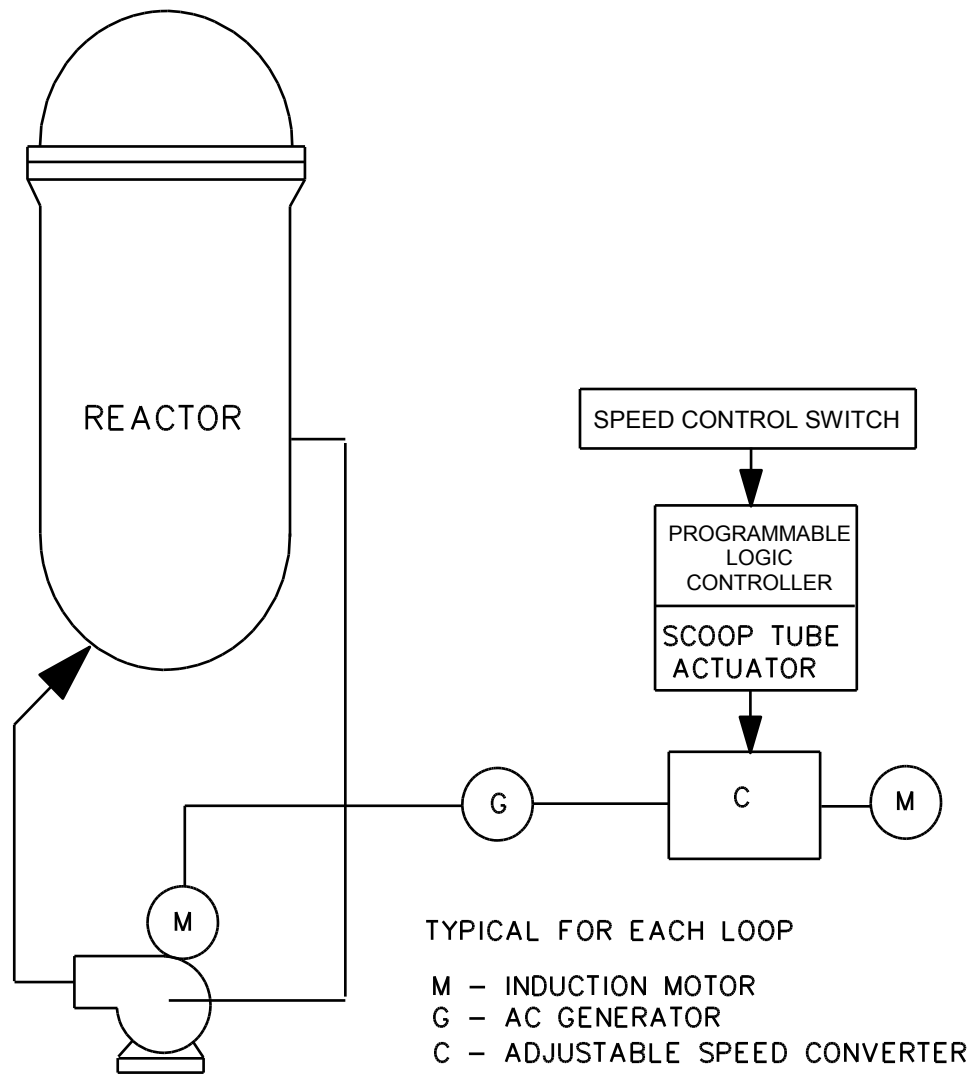 REACTOR
SPEED CONTROL SWITCH
PROGRAMMABLE
LOGIC
CONTROLLER
SCOOP TUBE
ACTUATOR
G
C
M
M
TYPICAL FOR EACH LOOP
M – INDUCTION MOTOR
G – AC GENERATOR
C – ADJUSTABLE SPEED CONVERTER